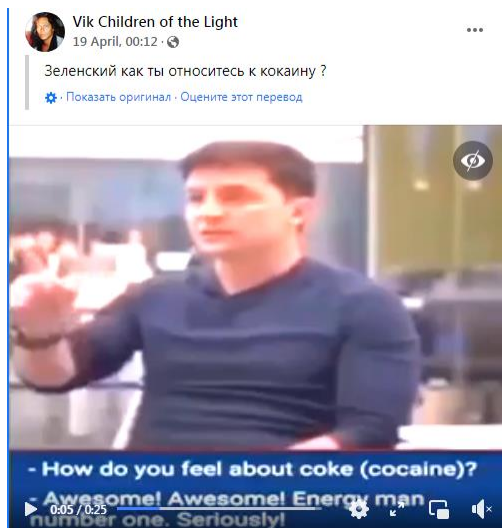 Vik Children of the Light
19 April, 00:12 ·
Зеленский как ты относитесь к кокаину ?
· Показать оригинал · Оцените этот перевод
- How do you feel about coke (cocaine)?
- Awesome! Awesome! Energy man
number one. Seriously!
0:05 / 0:25